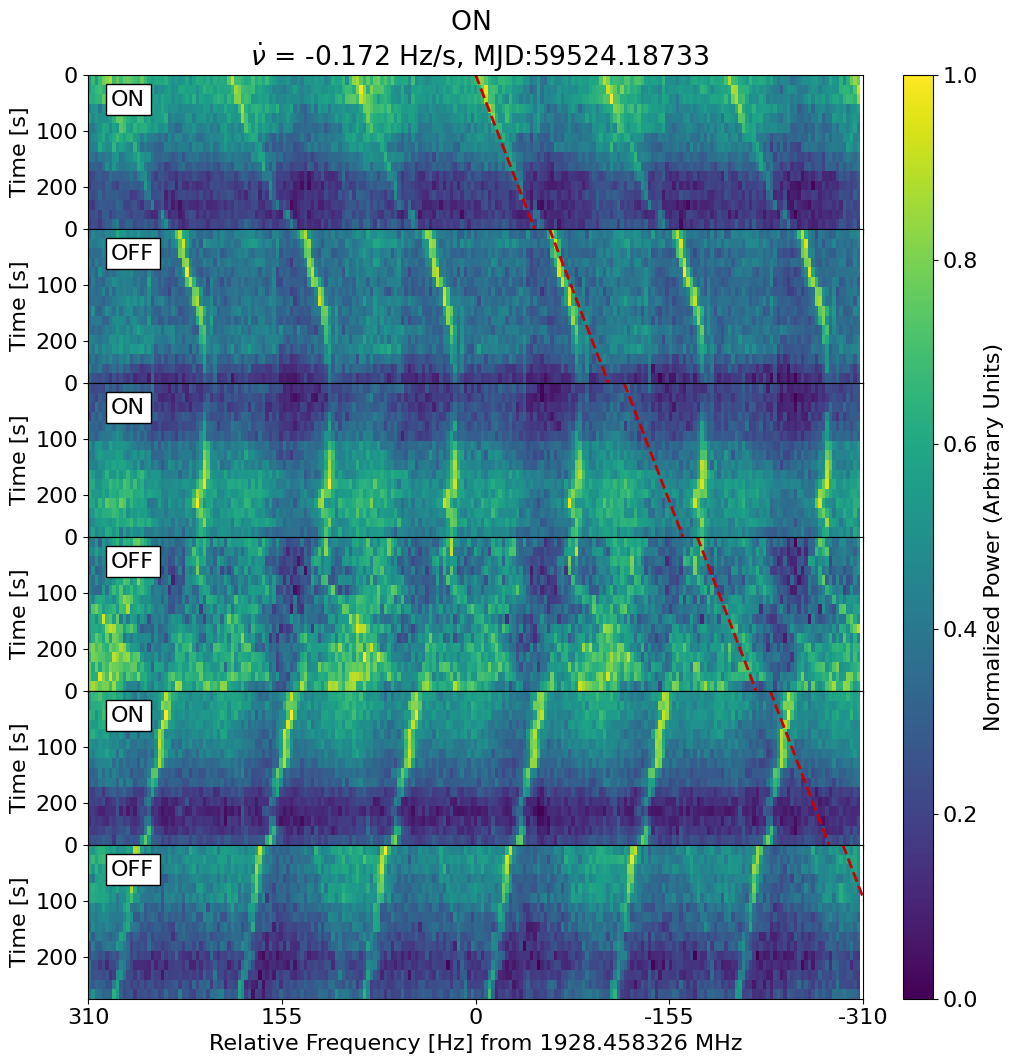 ON
ν̇ = -0.172 Hz/s, MJD:59524.18733
0
ON
100
200
Time [s]
0
OFF
100
200
Time [s]
0
ON
100
200
Time [s]
0
OFF
100
200
Time [s]
0
ON
100
200
Time [s]
0
OFF
100
200
Time [s]
310
155
0
-155
-310
Relative Frequency [Hz] from 1928.458326 MHz
1.0
0.8
0.6
0.4
0.2
0.0
Normalized Power (Arbitrary Units)